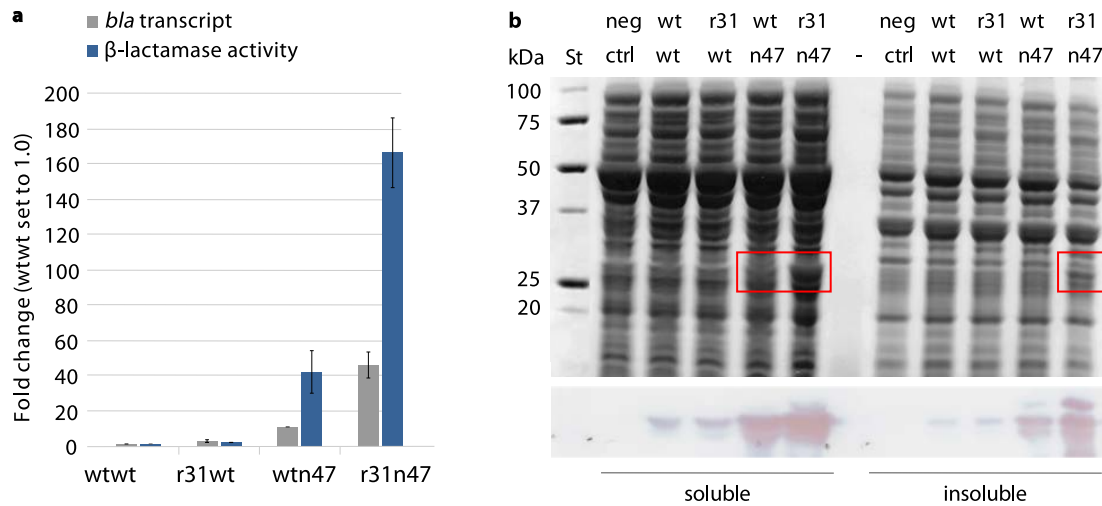 a
bla transcript
β-lactamase activity
Fold change (wtwt set to 1.0)
200
180
160
140
120
100
80
60
40
20
0
wtwt r31wt wtn47 r31n47
b
neg wt r31 wt r31 wt wt r31 wt r31
kDa St ctrl wt wt n47 n47 - ctrl wt wt n47 n47
100
75
50
37
25
20
soluble insoluble